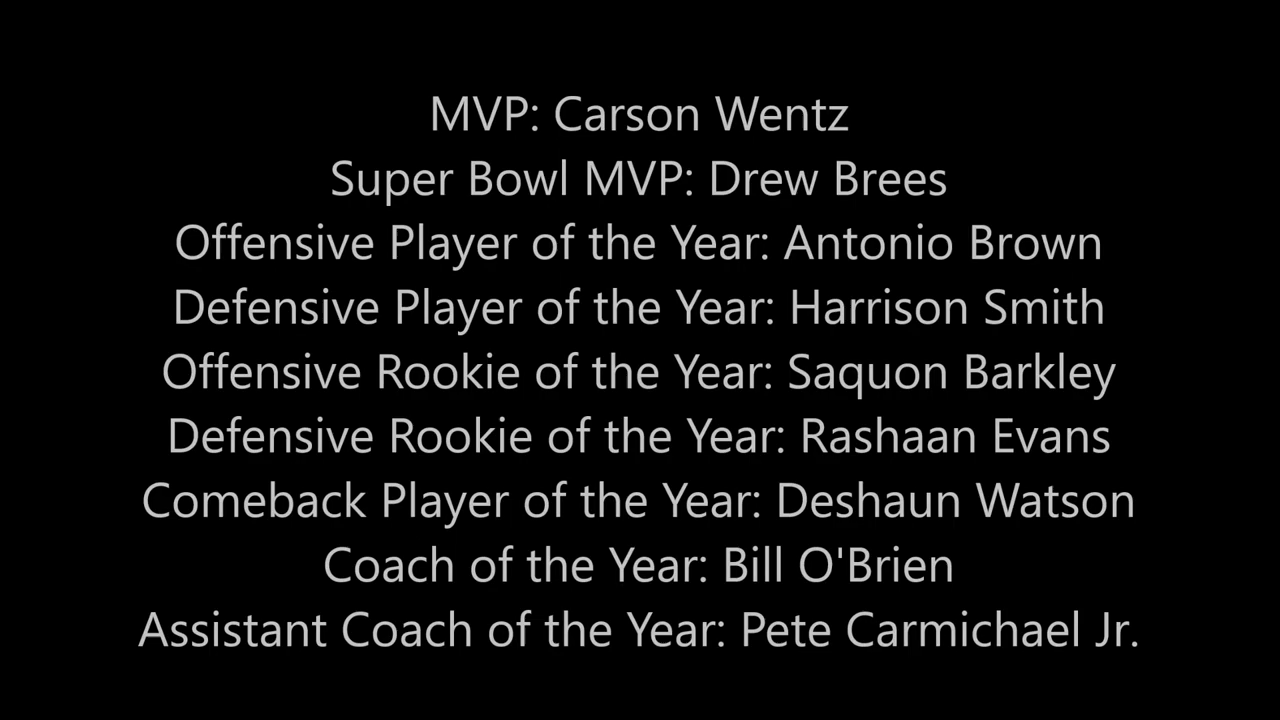 MVP: Carson Wentz
Super Bowl MVP: Drew Brees
Offensive Player of the Year: Antonio Brown
Defensive Player of the Year: Harrison Smith
Offensive Rookie of the Year: Saquon Barkley
Defensive Rookie of the Year: Rashaan Evans
Comeback Player of the Year: Deshaun Watson
Coach of the Year: Bill O'Brien
Assistant Coach of the Year: Pete Carmichael Jr.